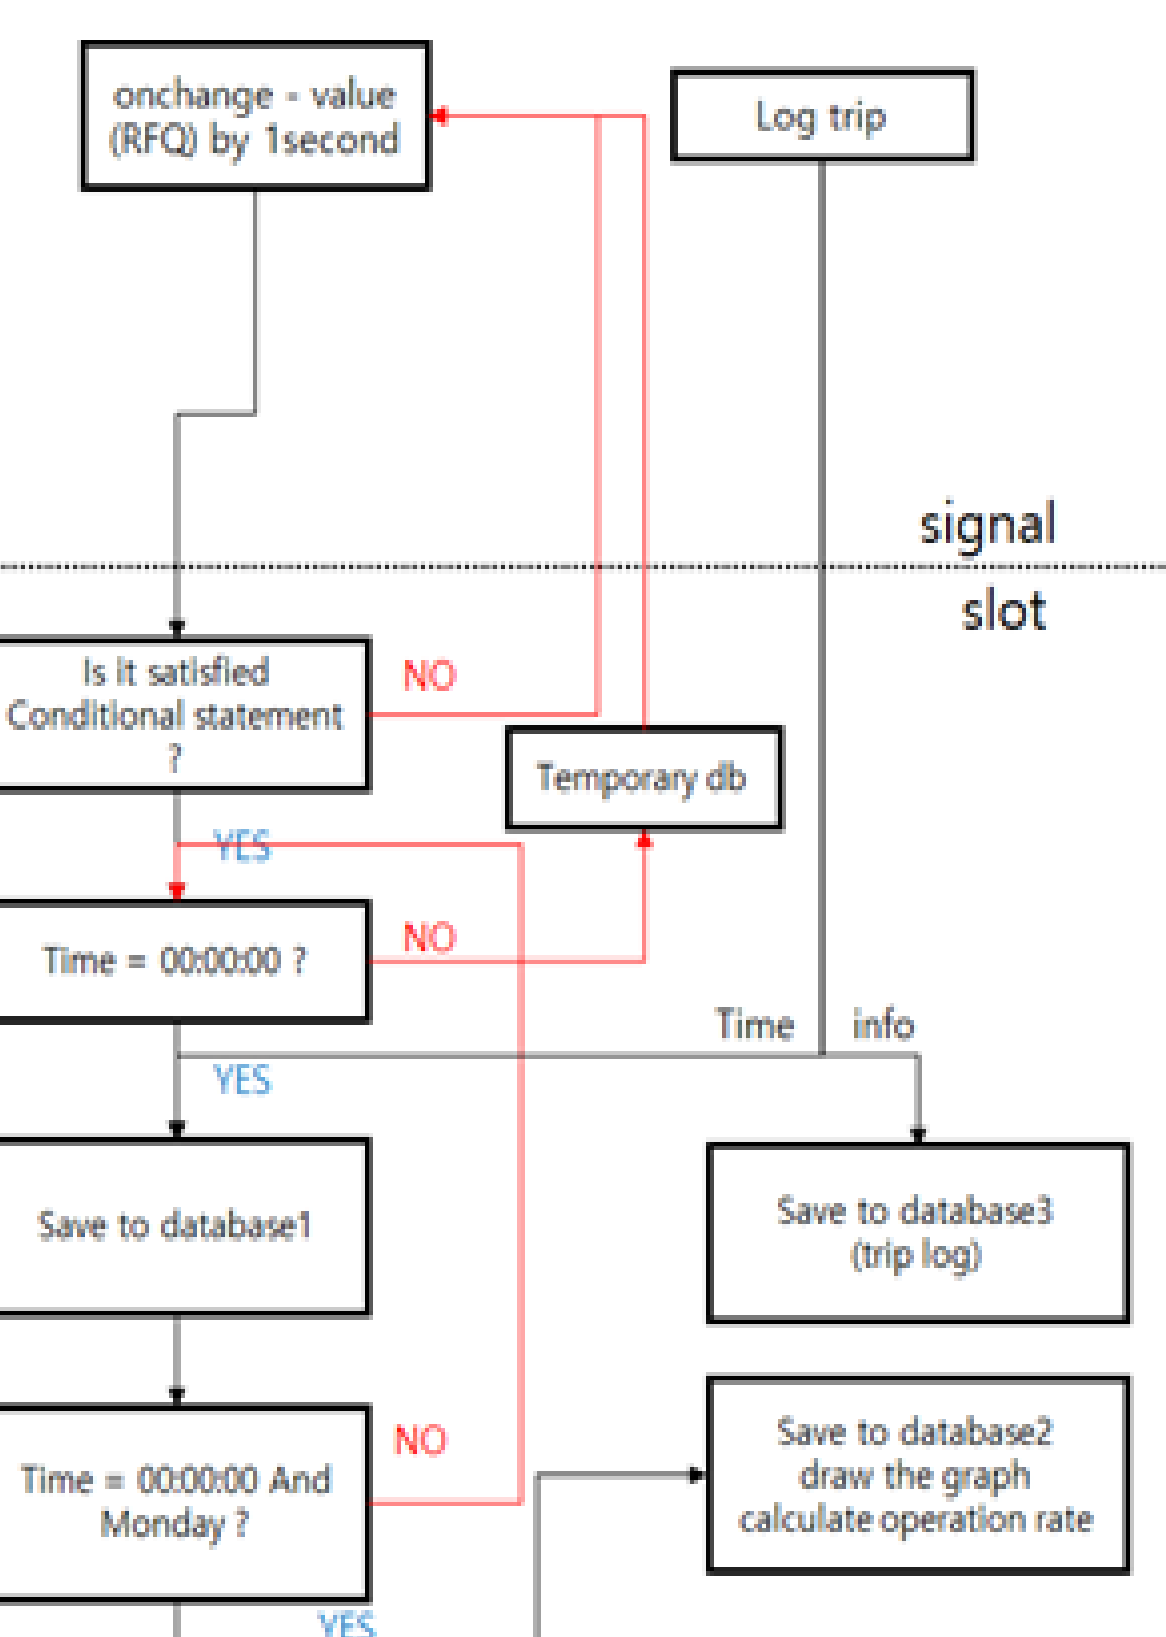 onchange - value
(RFQ) by 1second
Log trip
signal
slot
Is it satisfied
Conditional statement
?
NO
Temporary db
YES
Time = 00:00:00 ?
NO
Time info
YES
Save to database1
Save to database3
(trip log)
Time = 00:00:00 And
Monday ?
NO
Save to database2
draw the graph
calculate operation rate
YES